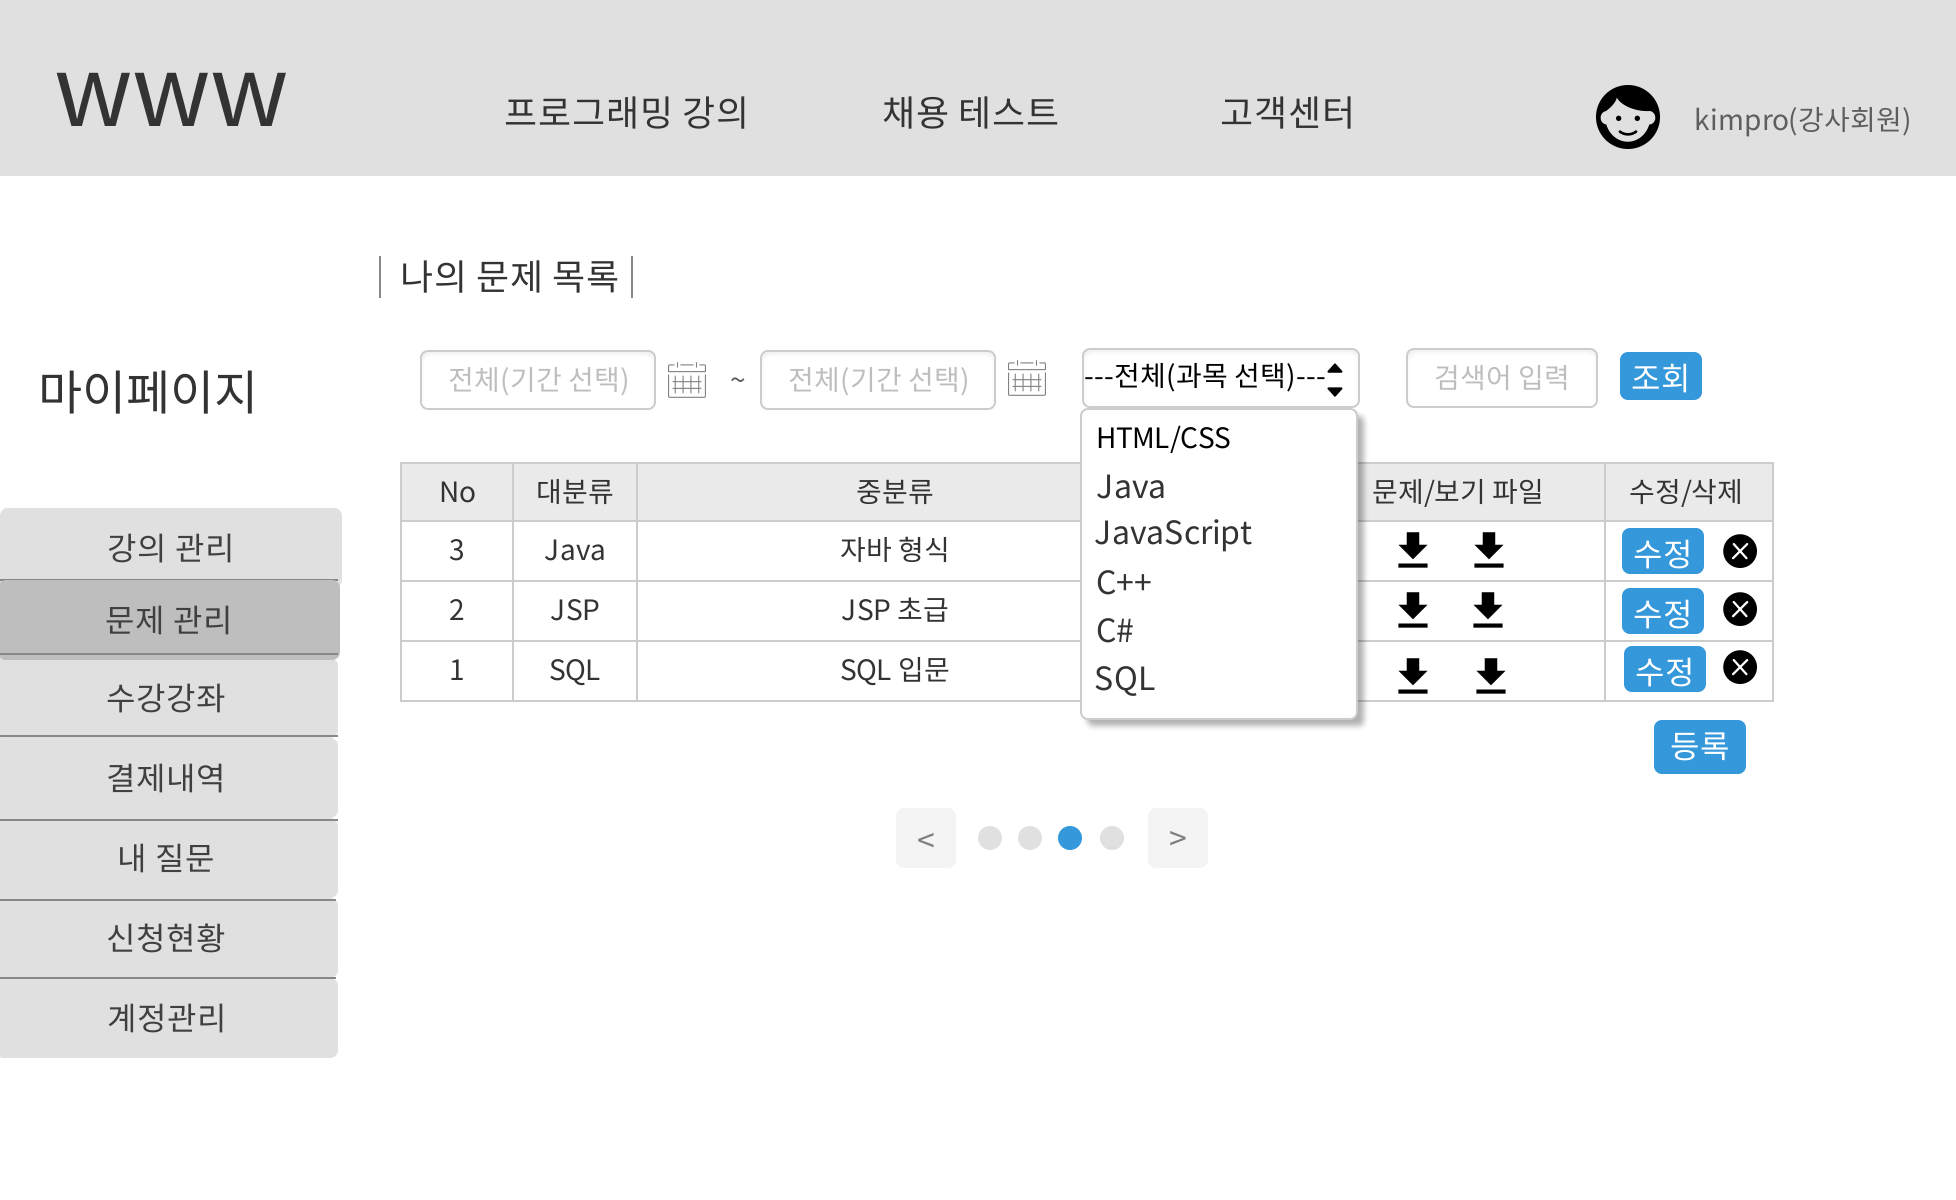 WWW
프로그래밍 강의
채용 테스트
고객센터
kimpro(강사회원)
나의 문제 목록
마이페이지
전체(기간 선택)
~
전체(기간 선택)
---전체(과목 선택)---
검색어 입력
조회
HTML/CSS
Java
JavaScript
C++
C#
SQL
No 대분류 중분류 문제/보기 파일 수정/삭제
3 Java 자바 형식 수정
2 JSP JSP 초급 수정
1 SQL SQL 입문 수정
등록
< >
강의 관리
문제 관리
수강강좌
결제내역
내 질문
신청현황
계정관리